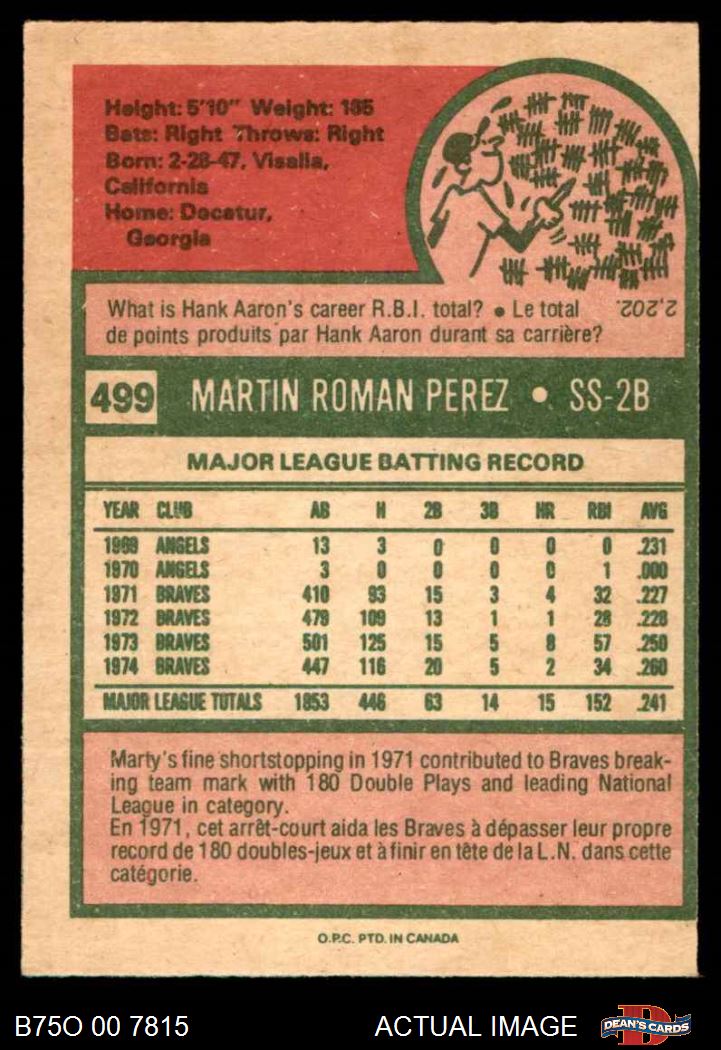 Height: 5'10" Weight: 165
Bats: Right Throws: Right
Born: 2-28-47, Visalia,
California
Home: Decatur,
Georgia
What is Hank Aaron's career R.B.I. total? • Le total
de points produits par Hank Aaron durant sa carrière?
2,202.
499 MARTIN ROMAN PEREZ • SS-2B
MAJOR LEAGUE BATTING RECORD
YEAR CLUB AB H 2B 3B HR RBI AVG
1969 ANGELS 13 3 0 0 0 0 .231
1970 ANGELS 3 0 0 0 0 1 .000
1971 BRAVES 410 93 15 3 4 32 .227
1972 BRAVES 479 109 13 1 1 28 .228
1973 BRAVES 501 125 15 5 8 57 .250
1974 BRAVES 447 116 20 5 2 34 .260
MAJOR LEAGUE TOTALS 1853 446 63 14 15 152 .241
Marty's fine shortstopping in 1971 contributed to Braves break-
ing team mark with 180 Double Plays and leading National
League in category.
En 1971, cet arrêt-court aida les Braves à dépasser leur propre
record de 180 doubles-jeux et à finir en tête de la L.N. dans cette
catégorie.
O.P.C. PTD. IN CANADA
B75O 00 7815 ACTUAL IMAGE
D
DEAN'S CARDS